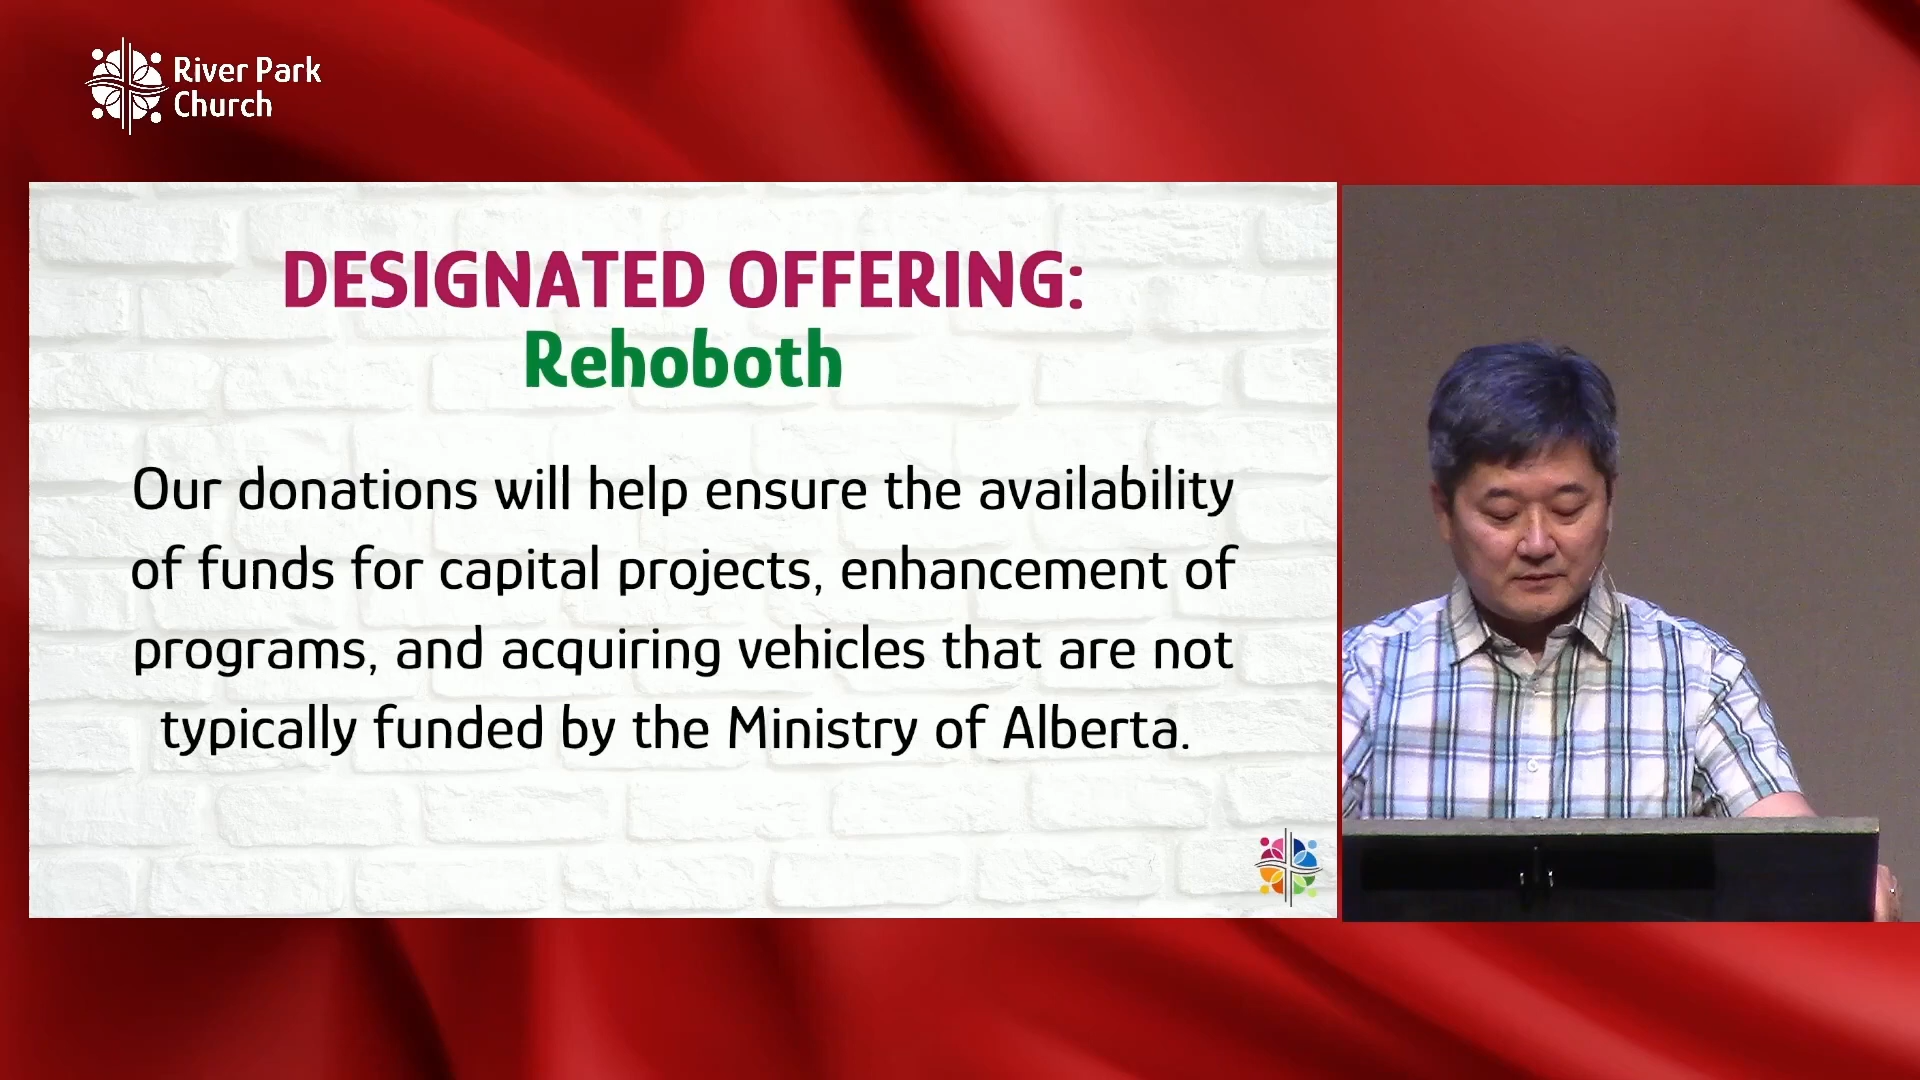 River Park
Church
DESIGNATED OFFERING:
Rehoboth
Our donations will help ensure the availability
of funds for capital projects, enhancement of
programs, and acquiring vehicles that are not
typically funded by the Ministry of Alberta.